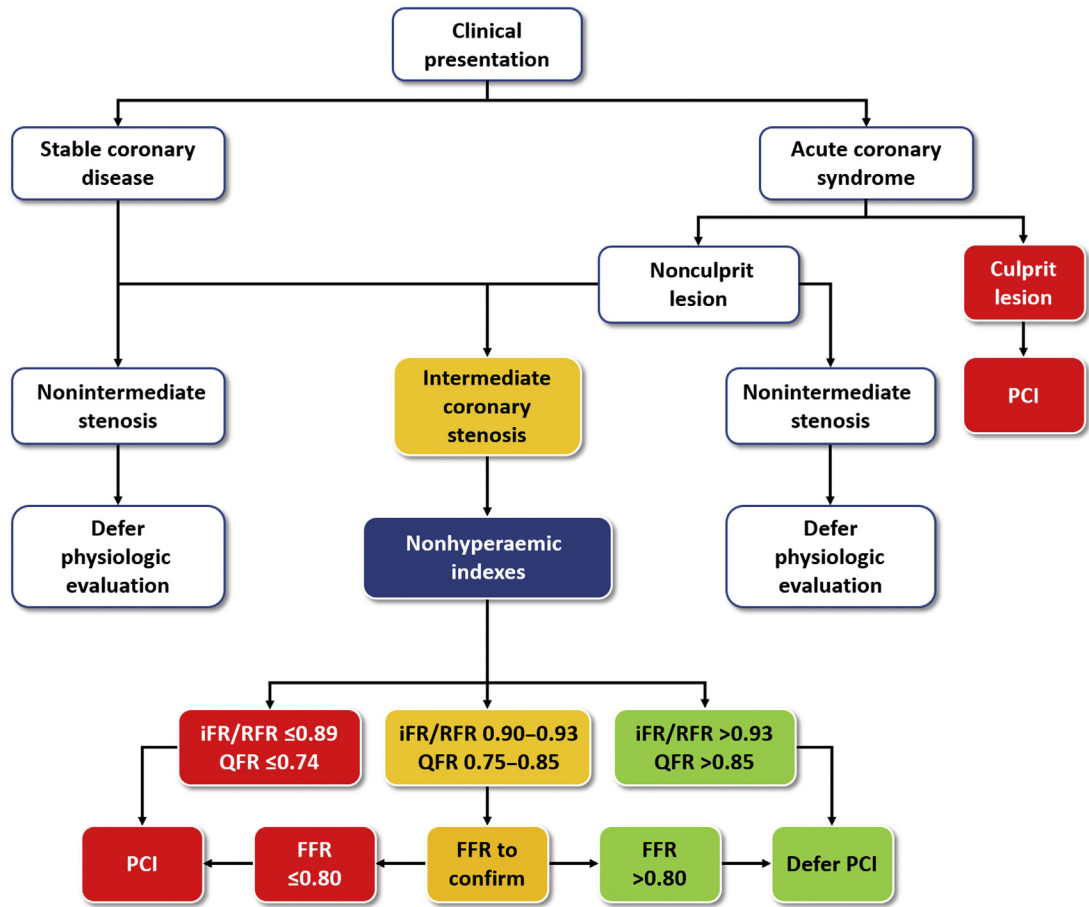 Clinical
presentation
Stable coronary
disease
Acute coronary
syndrome
Nonculprit
lesion
Culprit
lesion
Nonintermediate
stenosis
Intermediate
coronary
stenosis
Nonintermediate
stenosis
PCI
Defer
physiologic
evaluation
Nonhyperaemic
indexes
Defer
physiologic
evaluation
iFR/RFR ≤0.89
QFR ≤0.74
iFR/RFR 0.90–0.93
QFR 0.75–0.85
iFR/RFR >0.93
QFR >0.85
PCI
FFR
≤0.80
FFR to
confirm
FFR
>0.80
Defer PCI